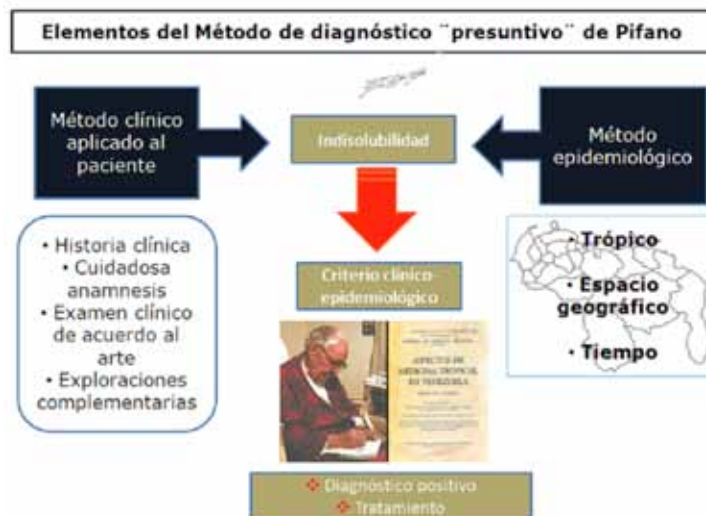 Elementos del Método de diagnóstico ¨presuntivo¨ de Pifano
Método clínico
aplicado al
paciente
Indisolubilidad
Método
epidemiológico
• Historia clínica
• Cuidadosa
anamnesis
• Examen clínico
de acuerdo al
arte
• Exploraciones
complementarias
Criterio clínico-
epidemiológico
• Trópico
• Espacio
geográfico
• Tiempo
ASPECTOS DE
MEDICINA TROPICAL
EN VENEZUELA
❖ Diagnóstico positivo
❖ Tratamiento